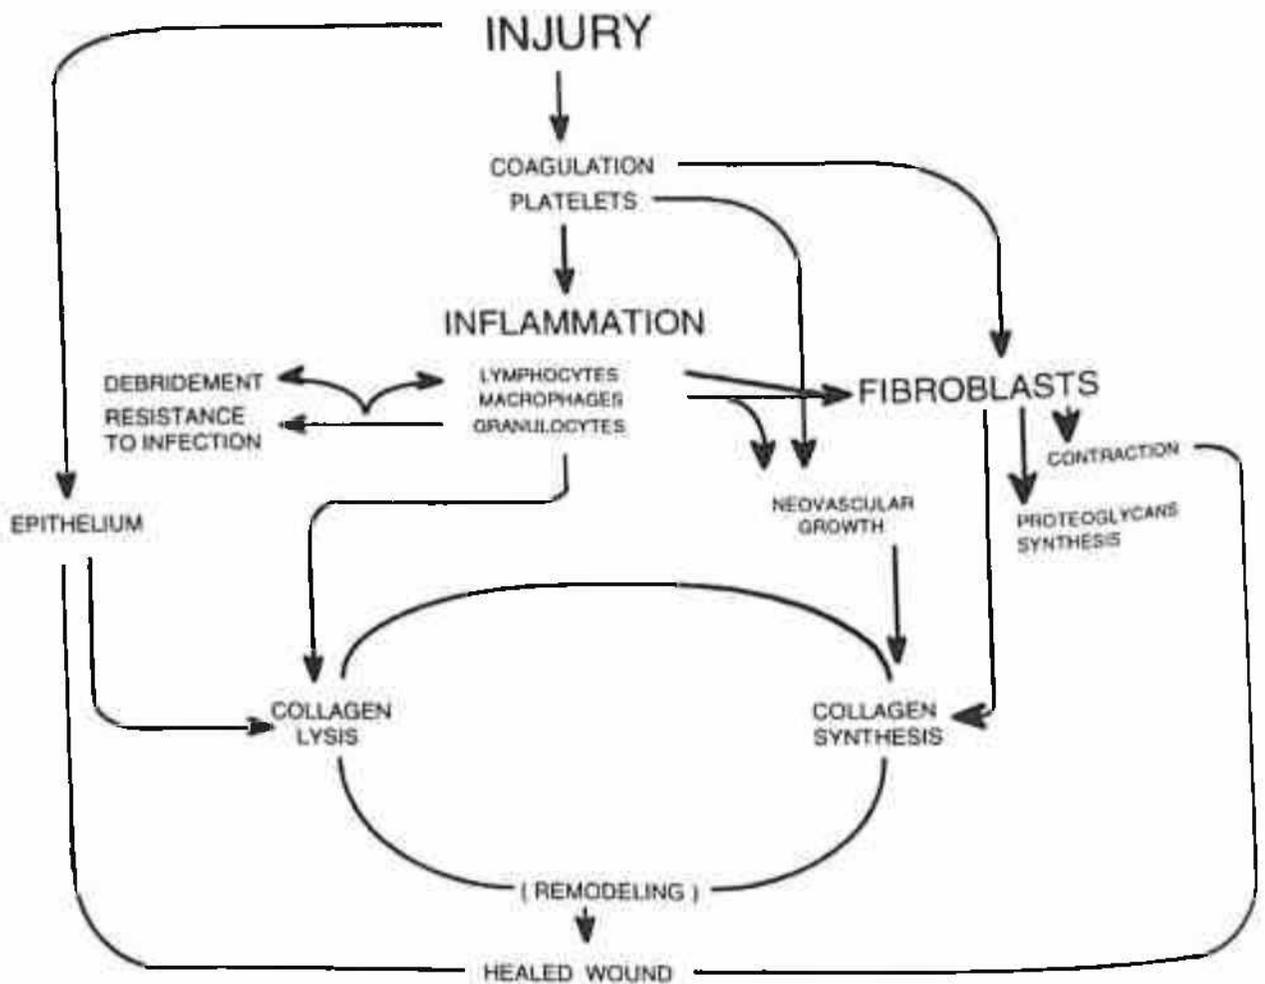 INJURY
COAGULATION
PLATELETS
INFLAMMATION
LYMPHOCYTES
MACROPHAGES
GRANULOCYTES
DEBRIDEMENT
RESISTANCE
TO INFECTION
FIBROBLASTS
CONTRACTION
PROTEOGLYCANS
SYNTHESIS
NEOVASCULAR
GROWTH
EPITHELIUM
COLLAGEN
LYSIS
COLLAGEN
SYNTHESIS
( REMODELING )
HEALED WOUND